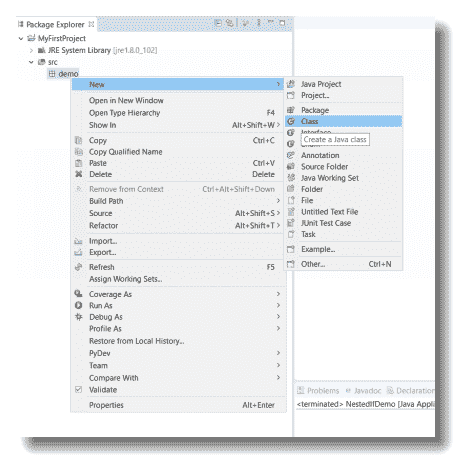 Package Explorer
MyFirstProject
JRE System Library [jre1.8.0_102]
src
demo
New
Open in New Window
Open Type Hierarchy F4
Show In Alt+Shift+W >
Copy Ctrl+C
Copy Qualified Name
Paste Ctrl+V
Delete Delete
Remove from Context Ctrl+Alt+Shift+Down
Build Path
Source Alt+Shift+S >
Refactor Alt+Shift+T >
Import...
Export...
Refresh F5
Assign Working Sets...
Coverage As
Run As
Debug As
Profile As
Restore from Local History...
PyDev
Team
Compare With
Validate
Properties Alt+Enter
Java Project
Project...
Package
Class
Interface
Create a Java class
Annotation
Source Folder
Java Working Set
Folder
File
Untitled Text File
JUnit Test Case
Task
Example...
Other... Ctrl+N
Problems Javadoc Declaration
<terminated> NestedIfDemo [Java Appli